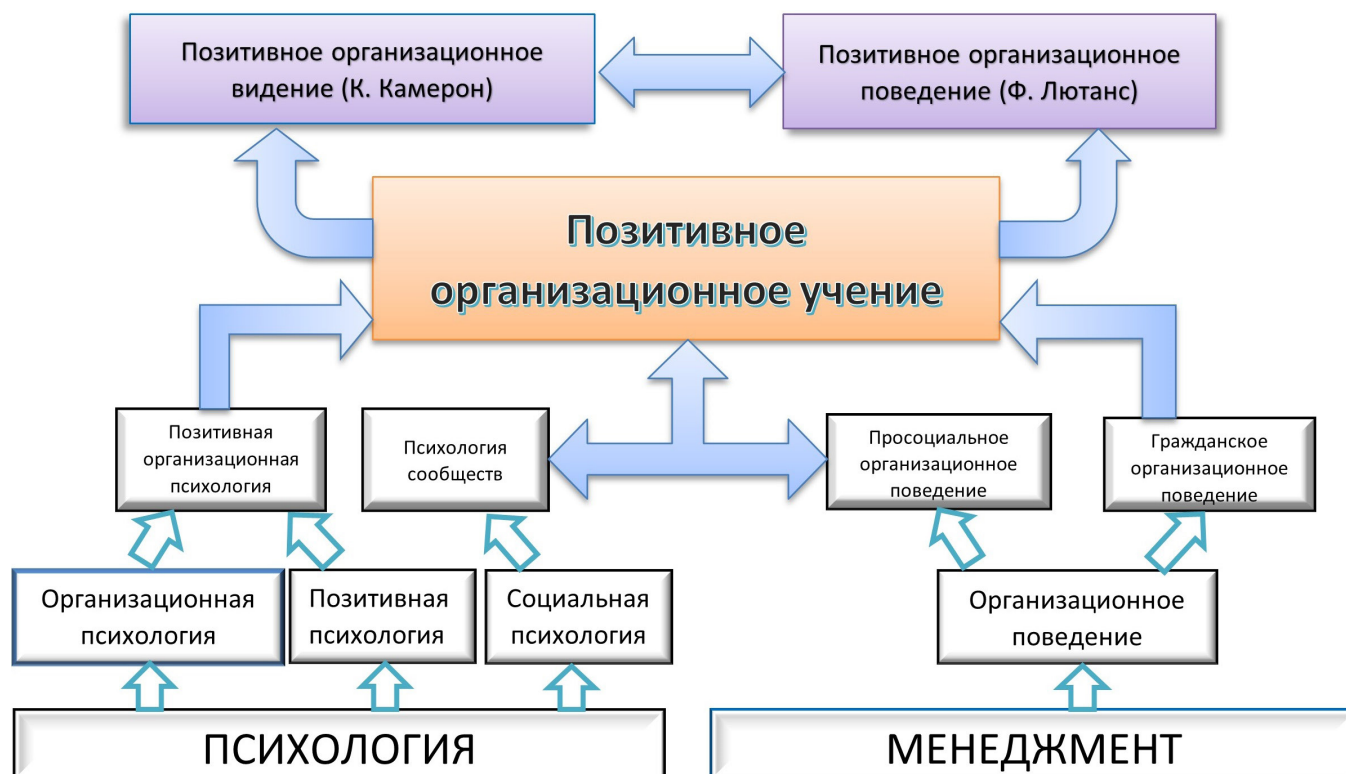 Позитивное организационное
видение (К. Камерон)
Позитивное организационное
поведение (Ф. Лютанс)
Позитивное
организационное учение
Позитивная
организационная
психология
Психология
сообществ
Просоциальное
организационное
поведение
Гражданское
организационное
поведение
Организационная
психология
Позитивная
психология
Социальная
психология
Организационное
поведение
ПСИХОЛОГИЯ
МЕНЕДЖМЕНТ